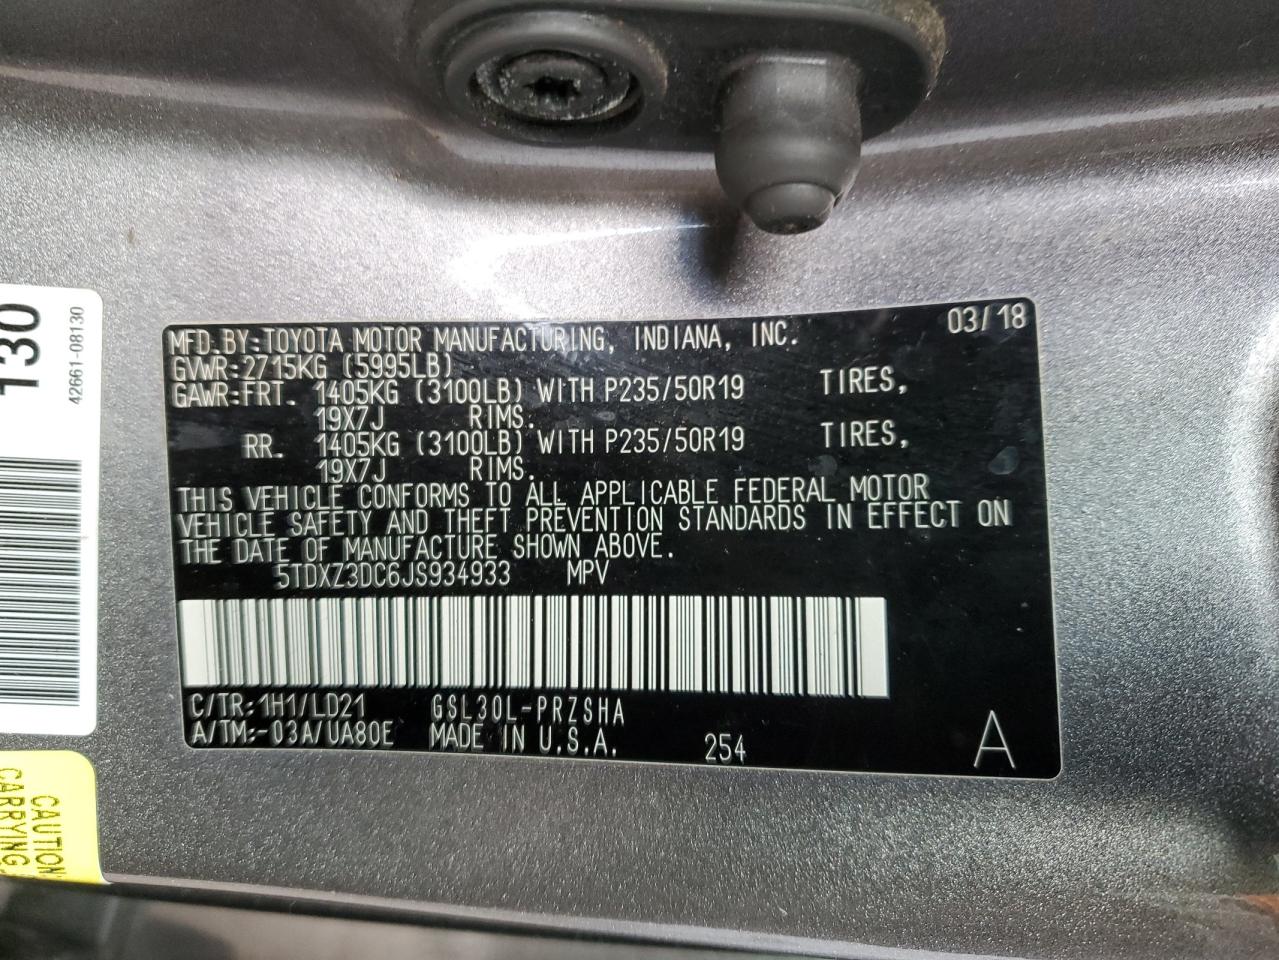 03/18
MFD.BY:TOYOTA MOTOR MANUFACTURING, INDIANA, INC.
GVWR:2715KG (5995LB)
GAWR:FRT. 1405KG (3100LB) WITH P235/50R19 TIRES,
19X7J RIMS.
RR. 1405KG (3100LB) WITH P235/50R19 TIRES,
19X7J RIMS.
THIS VEHICLE CONFORMS TO ALL APPLICABLE FEDERAL MOTOR
VEHICLE SAFETY AND THEFT PREVENTION STANDARDS IN EFFECT ON
THE DATE OF MANUFACTURE SHOWN ABOVE.
5TDXZ3DC6JS934933 MPV
C/TR:1H1/LD21 GSL30L-PRZSHA
A/TM:-03A/UA80E MADE IN U.S.A. 254 A
130
42661-08130
CAUTION
CARRYING